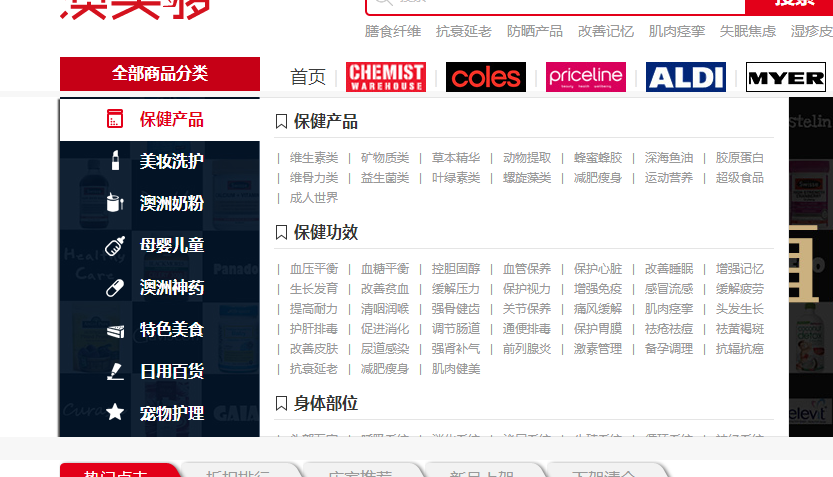 膳食纤维 抗衰延老 防晒产品 改善记忆 肌肉痉挛 失眠焦虑 湿疹皮
全部商品分类
首页 CHEMIST WAREHOUSE coles priceline ALDI MYER
保健产品
美妆洗护
澳洲奶粉
母婴儿童
澳洲神药
特色美食
日用百货
宠物护理
保健产品
| 维生素类 | 矿物质类 | 草本精华 | 动物提取 | 蜂蜜蜂胶 | 深海鱼油 | 胶原蛋白
| 维骨力类 | 益生菌类 | 叶绿素类 | 螺旋藻类 | 减肥瘦身 | 运动营养 | 超级食品
| 成人世界
保健功效
| 血压平衡 | 血糖平衡 | 控胆固醇 | 血管保养 | 保护心脏 | 改善睡眠 | 增强记忆
| 生长发育 | 改善贫血 | 缓解压力 | 保护视力 | 增强免疫 | 感冒流感 | 缓解疲劳
| 提高耐力 | 清咽润喉 | 强骨健齿 | 关节保养 | 痛风缓解 | 肌肉痉挛 | 头发生长
| 护肝排毒 | 促进消化 | 调节肠道 | 通便排毒 | 保护胃膜 | 祛疮祛痘 | 祛黄褐斑
| 改善皮肤 | 尿道感染 | 强肾补气 | 前列腺炎 | 激素管理 | 备孕调理 | 抗辐抗癌
| 抗衰延老 | 减肥瘦身 | 肌肉健美
身体部位